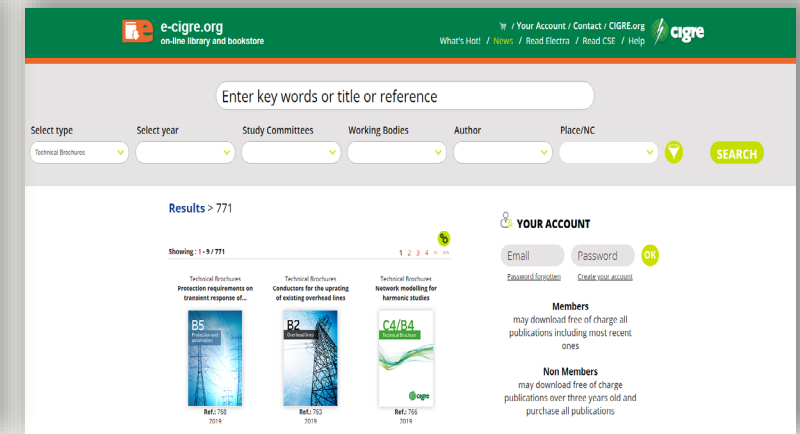 e-cigre.org
on-line library and bookstore
/ Your Account / Contact / CIGRE.org
What's Hot! / News / Read Electra / Read CSE / Help
cigre
Enter key words or title or reference
Select type Select year Study Committees Working Bodies Author Place/NC
Technical Brochures
SEARCH
Results > 771
Showing : 1 - 9 / 771
1 2 3 4 > >>
Technical Brochures
Protection requirements on
transient response of...
B5
Protection and
automation
Ref.: 768
2019
Technical Brochures
Conductors for the uprating
of existing overhead lines
B2
Overhead lines
Ref.: 763
2019
Technical Brochures
Network modelling for
harmonic studies
C4/B4
Technical Brochure
cigre
Ref.: 766
2019
YOUR ACCOUNT
Email Password OK
Password forgotten Create your account
Members
may download free of charge all
publications including most recent
ones
Non Members
may download free of charge
publications over three years old and
purchase all publications